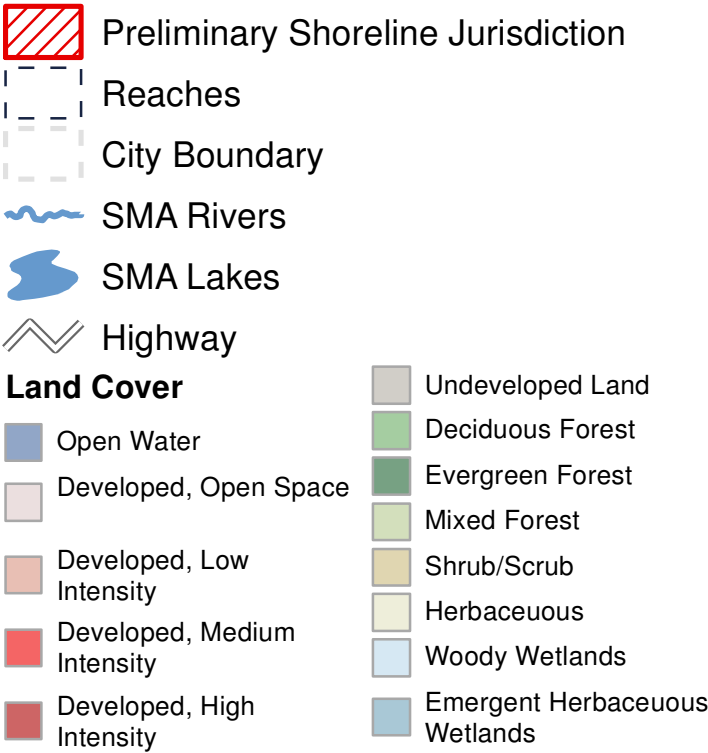 Preliminary Shoreline Jurisdiction
Reaches
City Boundary
SMA Rivers
SMA Lakes
Highway
Land Cover
Open Water
Developed, Open Space
Developed, Low
Intensity
Developed, Medium
Intensity
Developed, High
Intensity
Undeveloped Land
Deciduous Forest
Evergreen Forest
Mixed Forest
Shrub/Scrub
Herbaceuous
Woody Wetlands
Emergent Herbaceuous
Wetlands